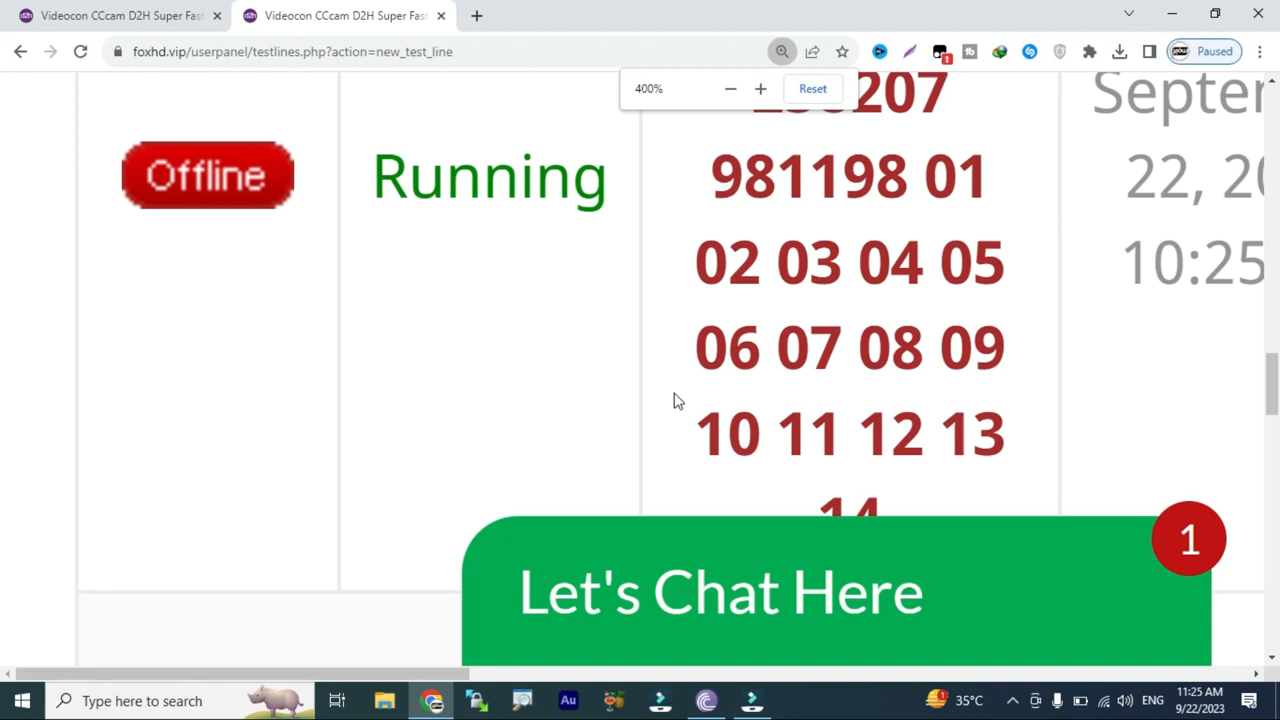 Videocon CCcam D2H Super Fast
Videocon CCcam D2H Super Fast
foxhd.vip/userpanel/testlines.php?action=new_test_line
1
Paused
400%
Reset
207
Offline
Running
981198 01
02 03 04 05
06 07 08 09
10 11 12 13
14
22, 20
10:25
Let's Chat Here
1
Type here to search
Au
1
35°C
ENG
11:25 AM
9/22/2023